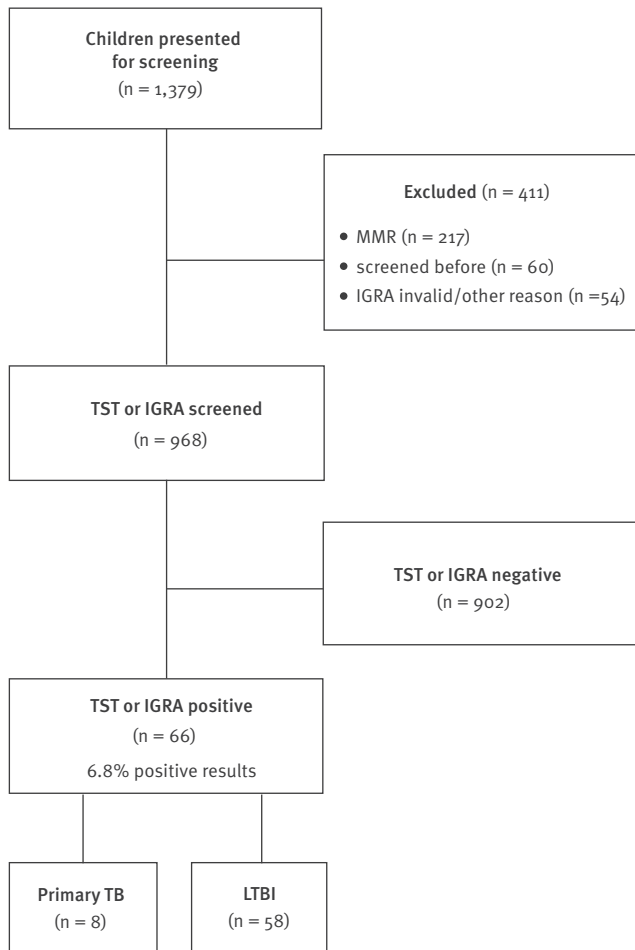 Children presented
for screening
(n = 1,379)
Excluded (n = 411)
• MMR (n = 217)
• screened before (n = 60)
• IGRA invalid/other reason (n =54)
TST or IGRA screened
(n = 968)
TST or IGRA negative
(n = 902)
TST or IGRA positive
(n = 66)
6.8% positive results
Primary TB
(n = 8)
LTBI
(n = 58)